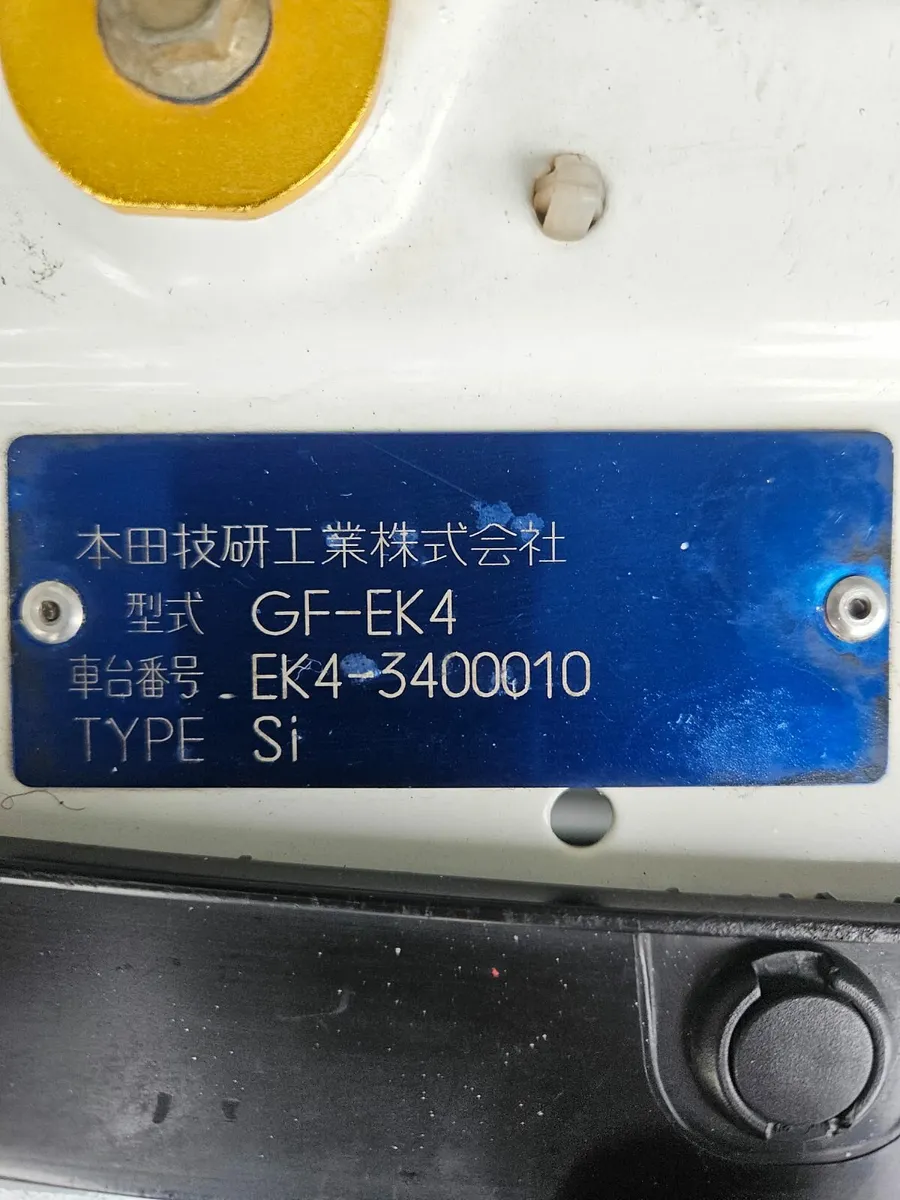 本田技研工業株式会社
型式 GF-EK4
車台番号 EK4-3400010
TYPE Si